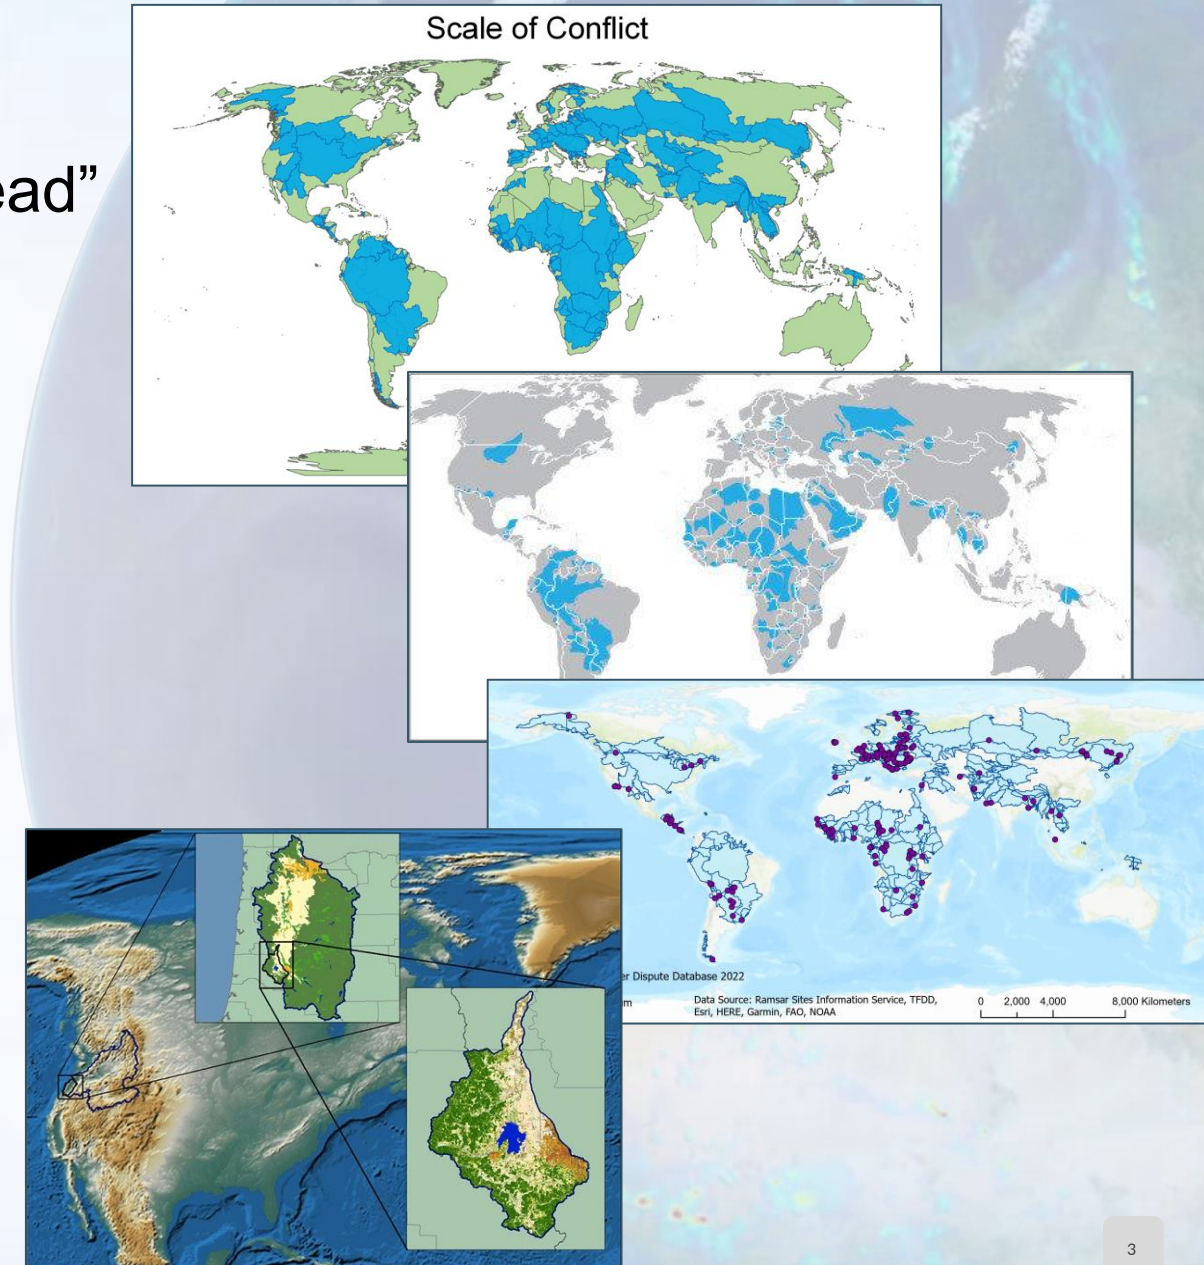 Scale of Conflict
ead”
er Dispute Database 2022
m
Data Source: Ramsar Sites Information Service, TFDD,
Esri, HERE, Garmin, FAO, NOAA
0 2,000 4,000 8,000 Kilometers
3